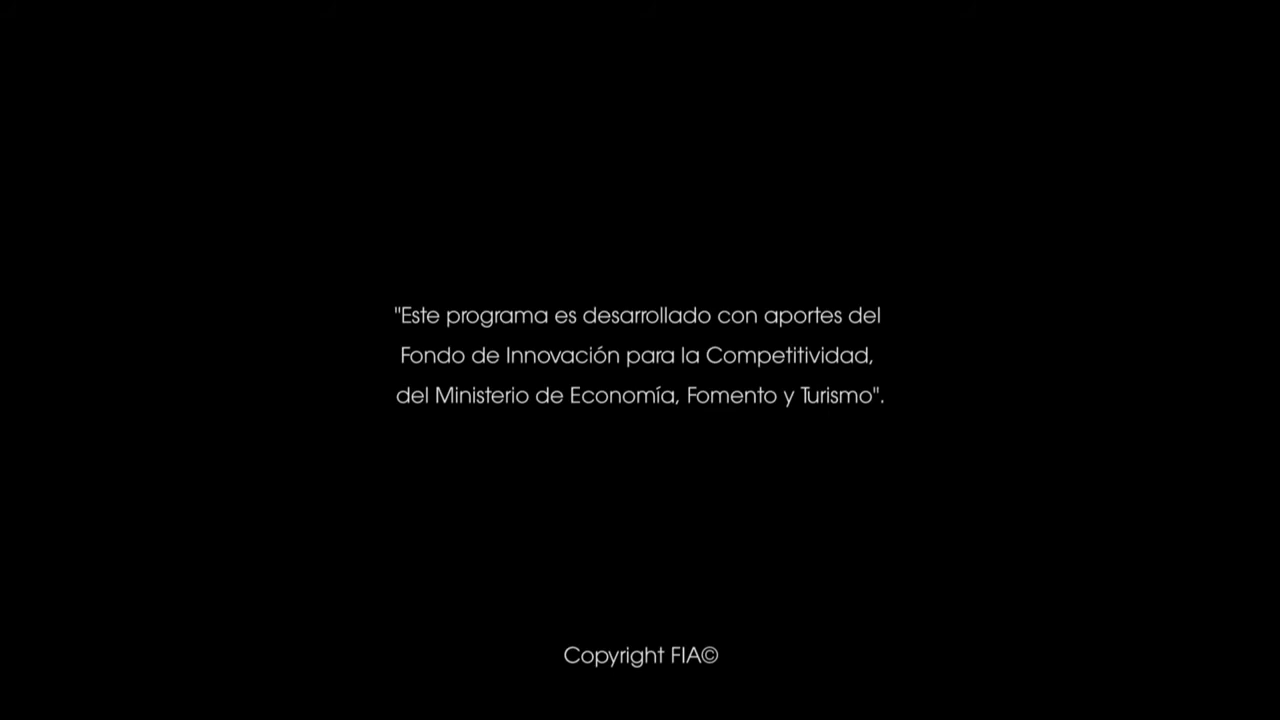 "Este programa es desarrollado con aportes del
Fondo de Innovación para la Competitividad,
del Ministerio de Economía, Fomento y Turismo".
Copyright FIA©